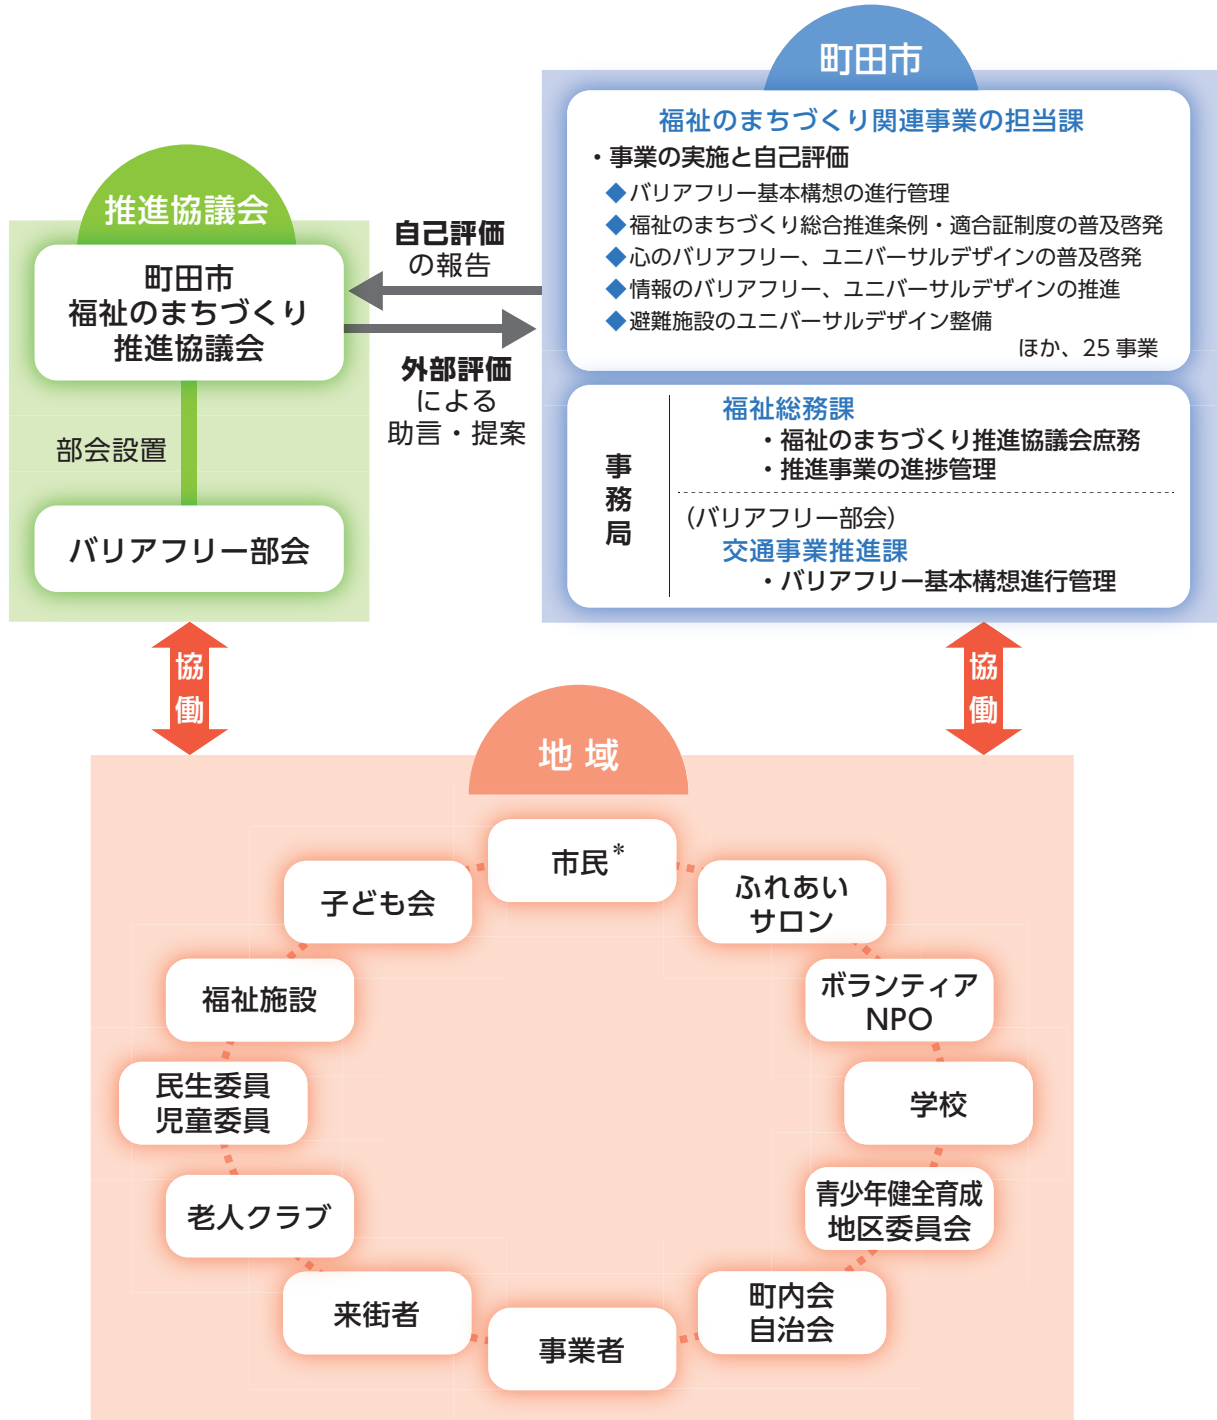 町田市
福祉のまちづくり関連事業の担当課
・事業の実施と自己評価
◆バリアフリー基本構想の進行管理
◆福祉のまちづくり総合推進条例・適合証制度の普及啓発
◆心のバリアフリー、ユニバーサルデザインの普及啓発
◆情報のバリアフリー、ユニバーサルデザインの推進
◆避難施設のユニバーサルデザイン整備
ほか、25 事業
事務局
福祉総務課
・福祉のまちづくり推進協議会庶務
・推進事業の進捗管理
(バリアフリー部会)
交通事業推進課
・バリアフリー基本構想進行管理
推進協議会
町田市
福祉のまちづくり
推進協議会
部会設置
バリアフリー部会
自己評価
の報告
外部評価
による
助言・提案
協働
協働
地域
市民*
ふれあい
サロン
ボランティア
NPO
学校
青少年健全育成
地区委員会
町内会
自治会
事業者
来街者
老人クラブ
民生委員
児童委員
福祉施設
子ども会